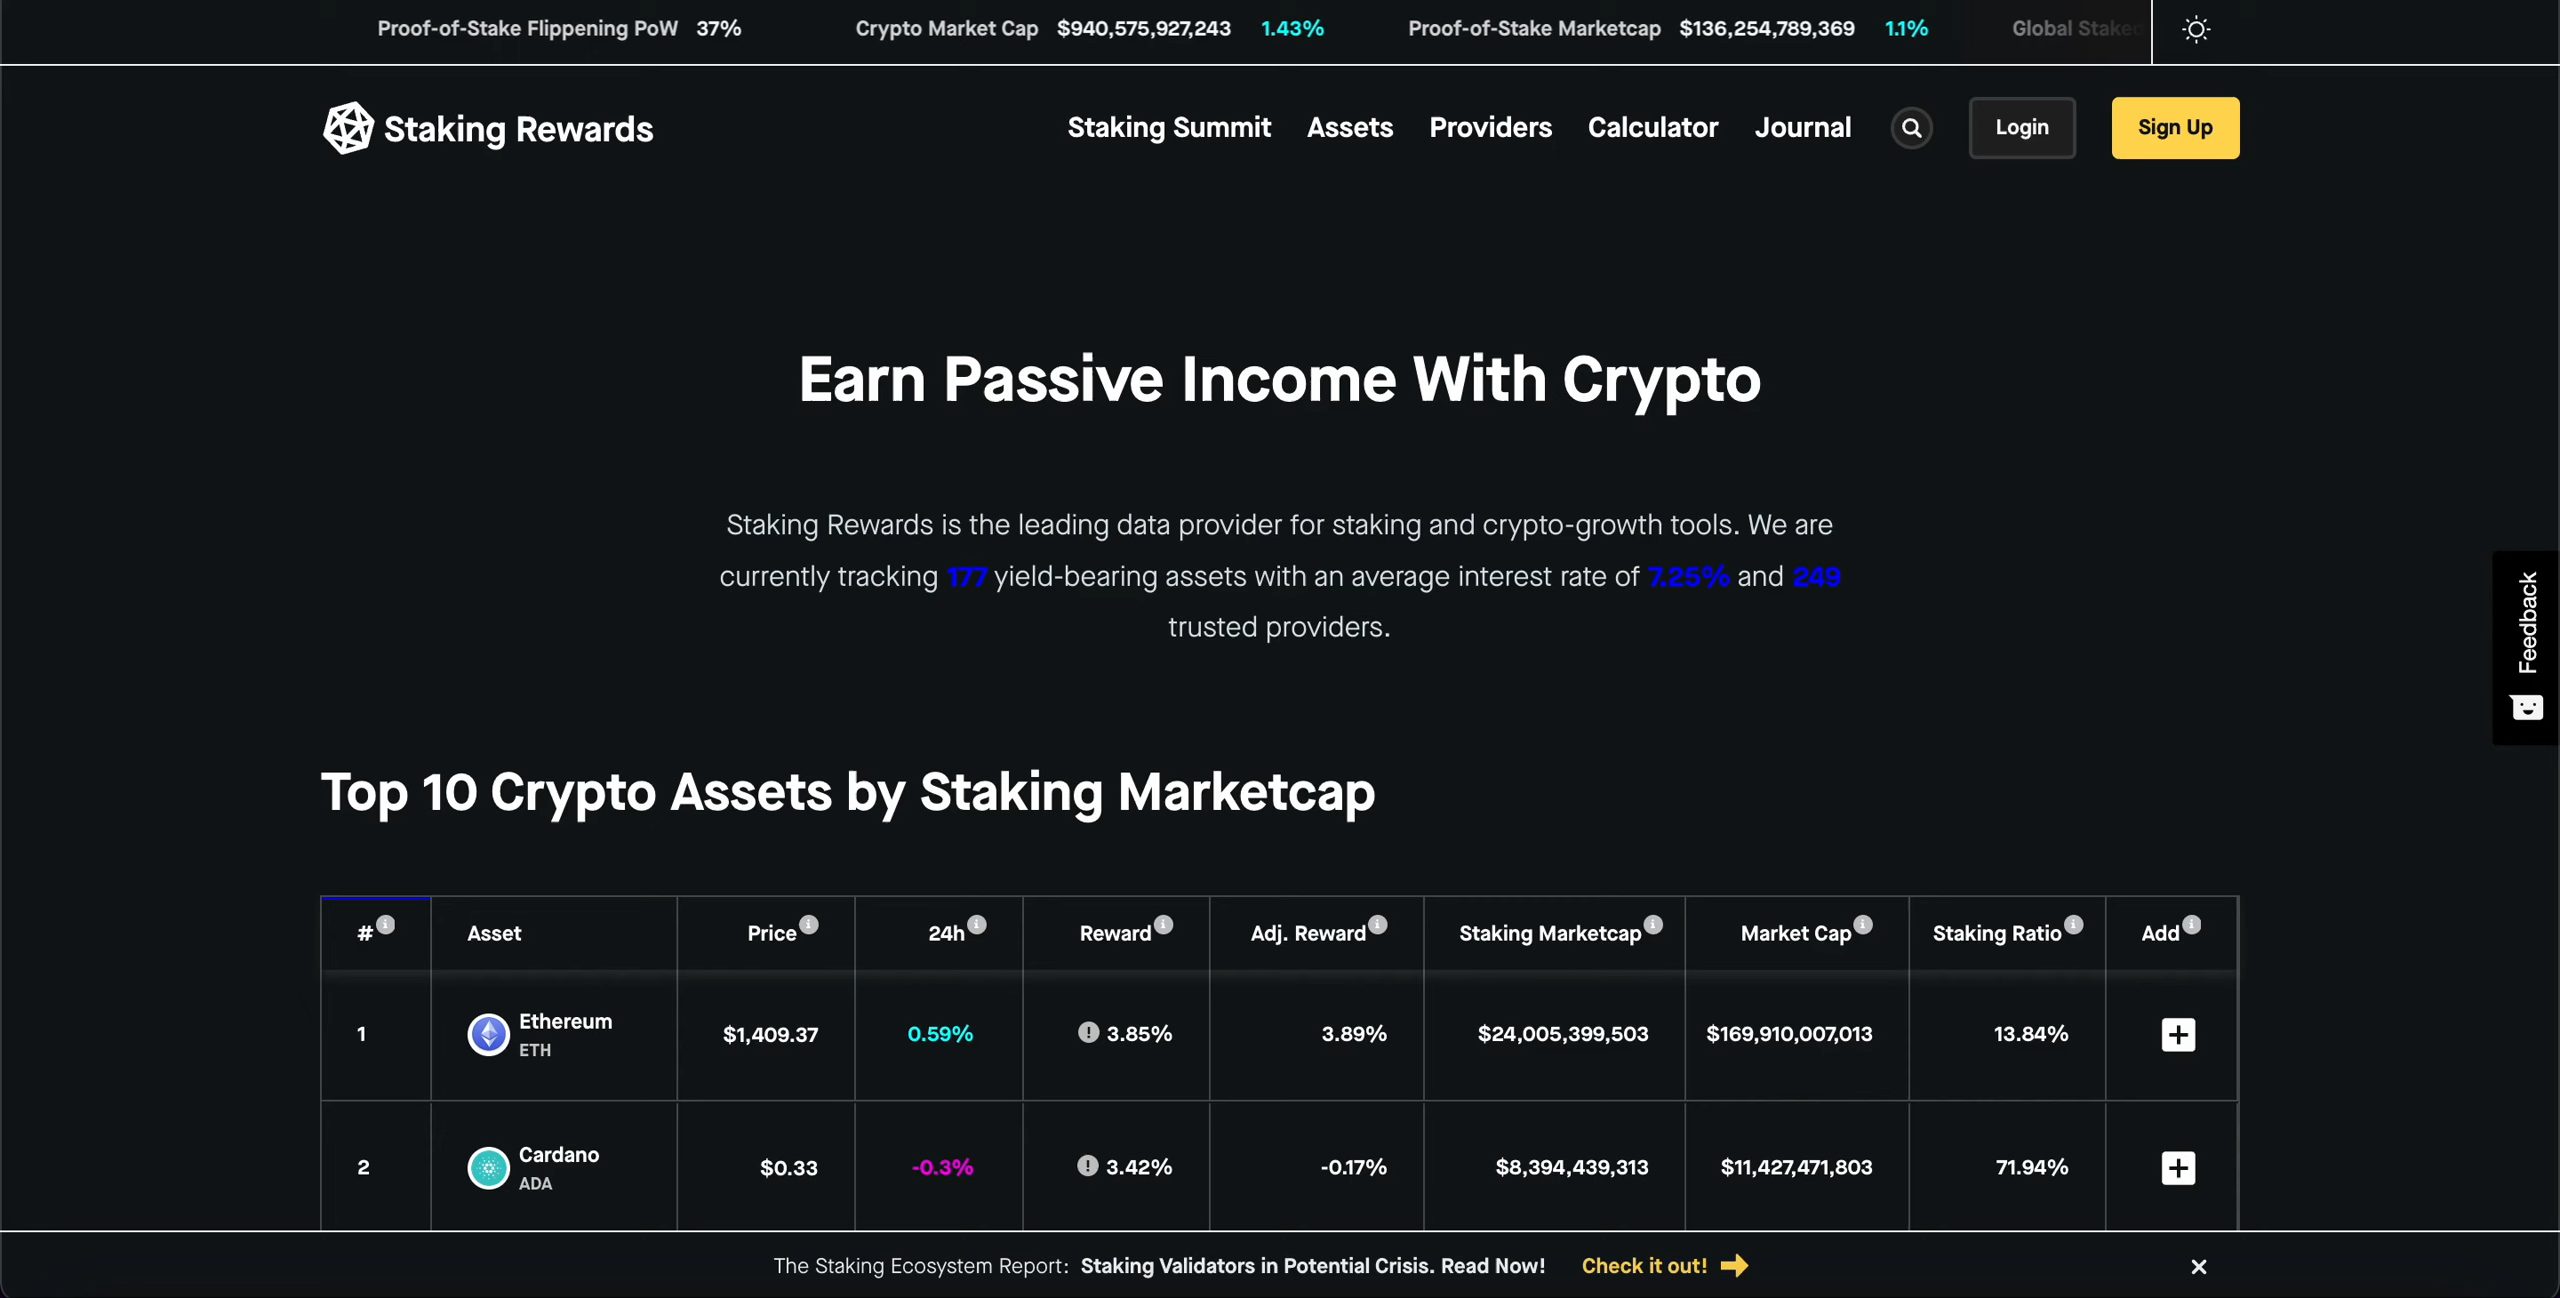 Proof-of-Stake Flippening PoW 37% Crypto Market Cap $940,575,927,243 1.43% Proof-of-Stake Marketcap $136,254,789,369 1.1% Global Staked
Staking Rewards Staking Summit Assets Providers Calculator Journal Login Sign Up
Earn Passive Income With Crypto
Staking Rewards is the leading data provider for staking and crypto-growth tools. We are
currently tracking 177 yield-bearing assets with an average interest rate of 7.25% and 249
trusted providers.
Feedback
Top 10 Crypto Assets by Staking Marketcap
# Asset Price 24h Reward Adj. Reward Staking Marketcap Market Cap Staking Ratio Add
1 Ethereum ETH $1,409.37 0.59% 3.85% 3.89% $24,005,399,503 $169,910,007,013 13.84%
2 Cardano ADA $0.33 -0.3% 3.42% -0.17% $8,394,439,313 $11,427,471,803 71.94%
The Staking Ecosystem Report: Staking Validators in Potential Crisis. Read Now! Check it out!